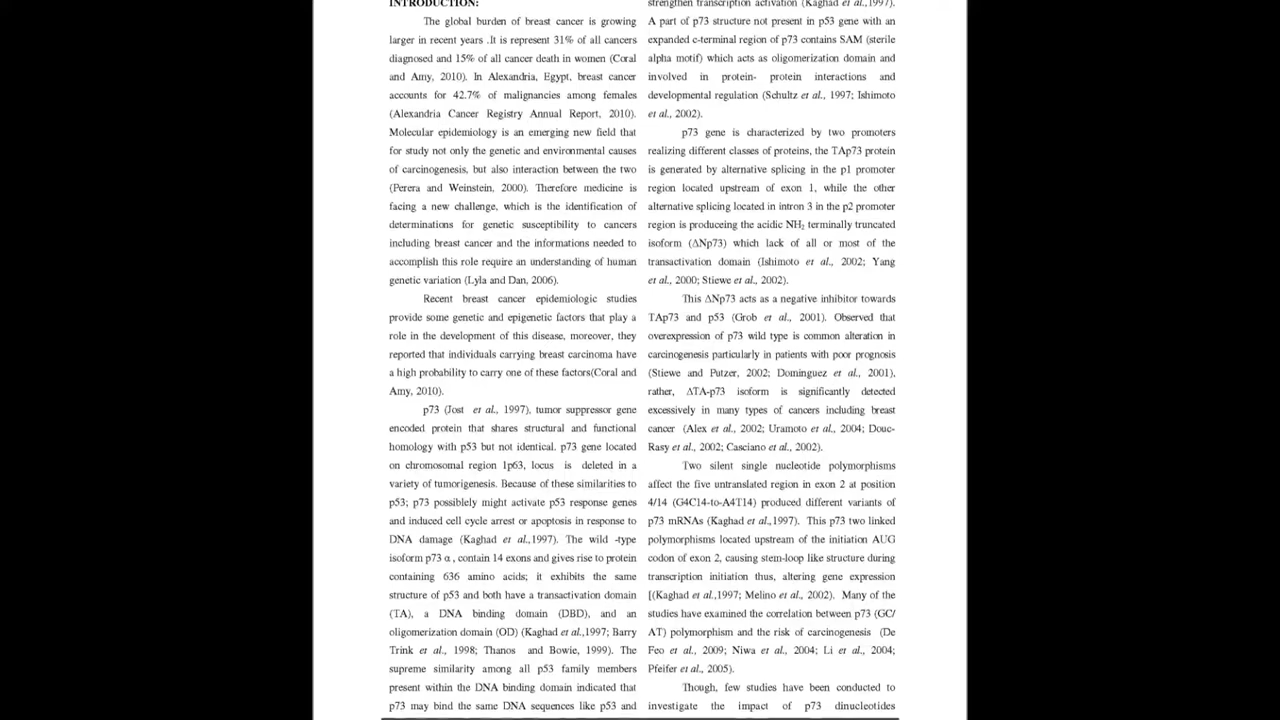 INTRODUCTION:
The global burden of breast cancer is growing
larger in recent years .It is represent 31% of all cancers
diagnosed and 15% of all cancer death in women (Coral
and Amy, 2010). In Alexandria, Egypt, breast cancer
accounts for 42.7% of malignancies among females
(Alexandria Cancer Registry Annual Report, 2010).
Molecular epidemiology is an emerging new field that
for study not only the genetic and environmental causes
of carcinogenesis, but also interaction between the two
(Perera and Weinstein, 2000). Therefore medicine is
facing a new challenge, which is the identification of
determinations for genetic susceptibility to cancers
including breast cancer and the informations needed to
accomplish this role require an understanding of human
genetic variation (Lyla and Dan, 2006).
Recent breast cancer epidemiologic studies
provide some genetic and epigenetic factors that play a
role in the development of this disease, moreover, they
reported that individuals carrying breast carcinoma have
a high probability to carry one of these factors(Coral and
Amy, 2010).
p73 (Jost et al., 1997), tumor suppressor gene
encoded protein that shares structural and functional
homology with p53 but not identical. p73 gene located
on chromosomal region 1p63, locus is deleted in a
variety of tumorigenesis. Because of these similarities to
p53; p73 possiblely might activate p53 response genes
and induced cell cycle arrest or apoptosis in response to
DNA damage (Kaghad et al.,1997). The wild -type
isoform p73 α , contain 14 exons and gives rise to protein
containing 636 amino acids; it exhibits the same
structure of p53 and both have a transactivation domain
(TA), a DNA binding domain (DBD), and an
oligomerization domain (OD) (Kaghad et al.,1997; Barry
Trink et al., 1998; Thanos and Bowie, 1999). The
supreme similarity among all p53 family members
present within the DNA binding domain indicated that
p73 may bind the same DNA sequences like p53 and
strengthen transcription activation (Kaghad et al.,1997).
A part of p73 structure not present in p53 gene with an
expanded c-terminal region of p73 contains SAM (sterile
alpha motif) which acts as oligomerization domain and
involved in protein- protein interactions and
developmental regulation (Schultz et al., 1997; Ishimoto
et al., 2002).
p73 gene is characterized by two promoters
realizing different classes of proteins, the TAp73 protein
is generated by alternative splicing in the p1 promoter
region located upstream of exon 1, while the other
alternative splicing located in intron 3 in the p2 promoter
region is produceing the acidic NH₂ terminally truncated
isoform (ΔNp73) which lack of all or most of the
transactivation domain (Ishimoto et al., 2002; Yang
et al., 2000; Stiewe et al., 2002).
This ΔNp73 acts as a negative inhibitor towards
TAp73 and p53 (Grob et al., 2001). Observed that
overexpression of p73 wild type is common alteration in
carcinogenesis particularly in patients with poor prognosis
(Stiewe and Putzer, 2002; Dominguez et al., 2001),
rather, ΔTA-p73 isoform is significantly detected
excessively in many types of cancers including breast
cancer (Alex et al., 2002; Uramoto et al., 2004; Douc-
Rasy et al., 2002; Casciano et al., 2002).
Two silent single nucleotide polymorphisms
affect the five untranslated region in exon 2 at position
4/14 (G4C14-to-A4T14) produced different variants of
p73 mRNAs (Kaghad et al.,1997). This p73 two linked
polymorphisms located upstream of the initiation AUG
codon of exon 2, causing stem-loop like structure during
transcription initiation thus, altering gene expression
[(Kaghad et al.,1997; Melino et al., 2002). Many of the
studies have examined the correlation between p73 (GC/
AT) polymorphism and the risk of carcinogenesis (De
Feo et al., 2009; Niwa et al., 2004; Li et al., 2004;
Pfeifer et al., 2005).
Though, few studies have been conducted to
investigate the impact of p73 dinucleotides